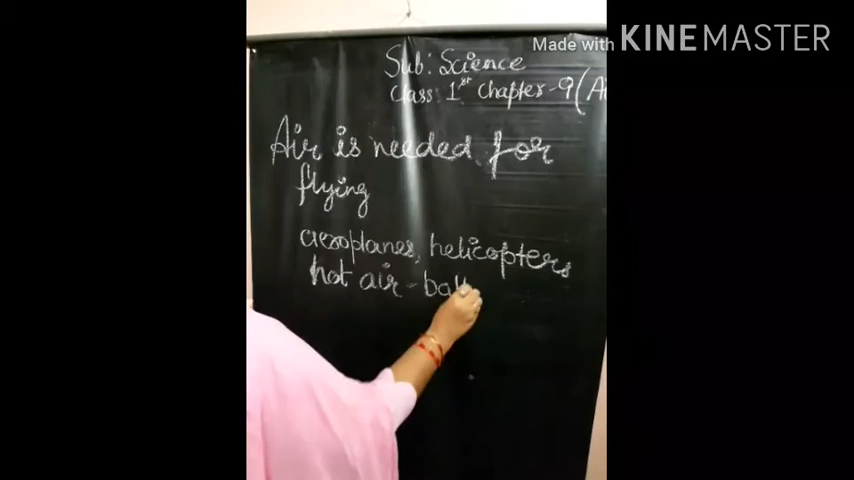 Made with KINEMASTER
Sub: Science
Class: 1st Chapter-9 (Ai
Air is needed for
flying
aeroplanes, helicopters
hot air-ball